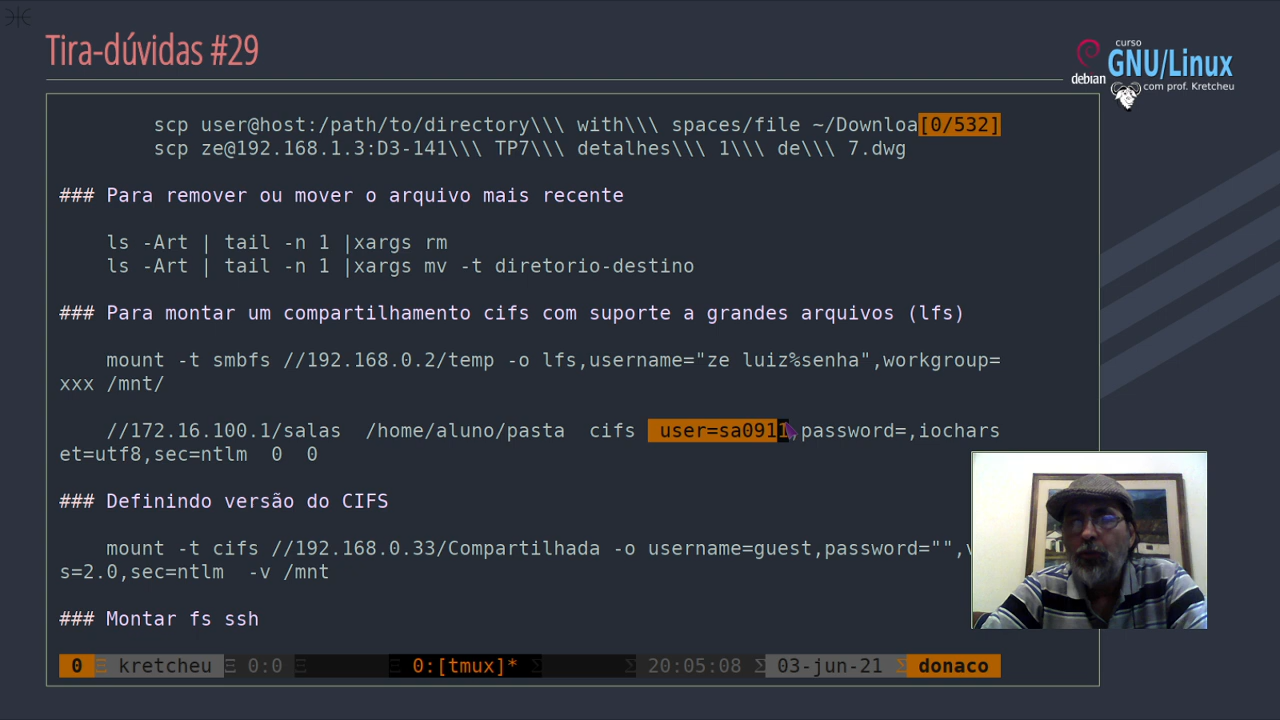 Tira-dúvidas #29
curso
GNU/Linux
debian
com prof. Kretcheu
scp user@host:/path/to/directory\\\ with\\\ spaces/file ~/Downloa[0/532]
scp ze@192.168.1.3:D3-141\\\ TP7\\\ detalhes\\\ 1\\\ de\\\ 7.dwg
### Para remover ou mover o arquivo mais recente
ls -Art | tail -n 1 |xargs rm
ls -Art | tail -n 1 |xargs mv -t diretorio-destino
### Para montar um compartilhamento cifs com suporte a grandes arquivos (lfs)
mount -t smbfs //192.168.0.2/temp -o lfs,username="ze luiz%senha",workgroup=
xxx /mnt/
//172.16.100.1/salas  /home/aluno/pasta  cifs  user=sa0911,password=,iochars
et=utf8,sec=ntlm  0  0
### Definindo versão do CIFS
mount -t cifs //192.168.0.33/Compartilhada -o username=guest,password="",v
s=2.0,sec=ntlm  -v /mnt
### Montar fs ssh
0 Ξ kretcheu Ξ 0:0 Ξ Ξ 0:[tmux]* Σ Σ 20:05:08 Σ 03-jun-21 Σ donaco